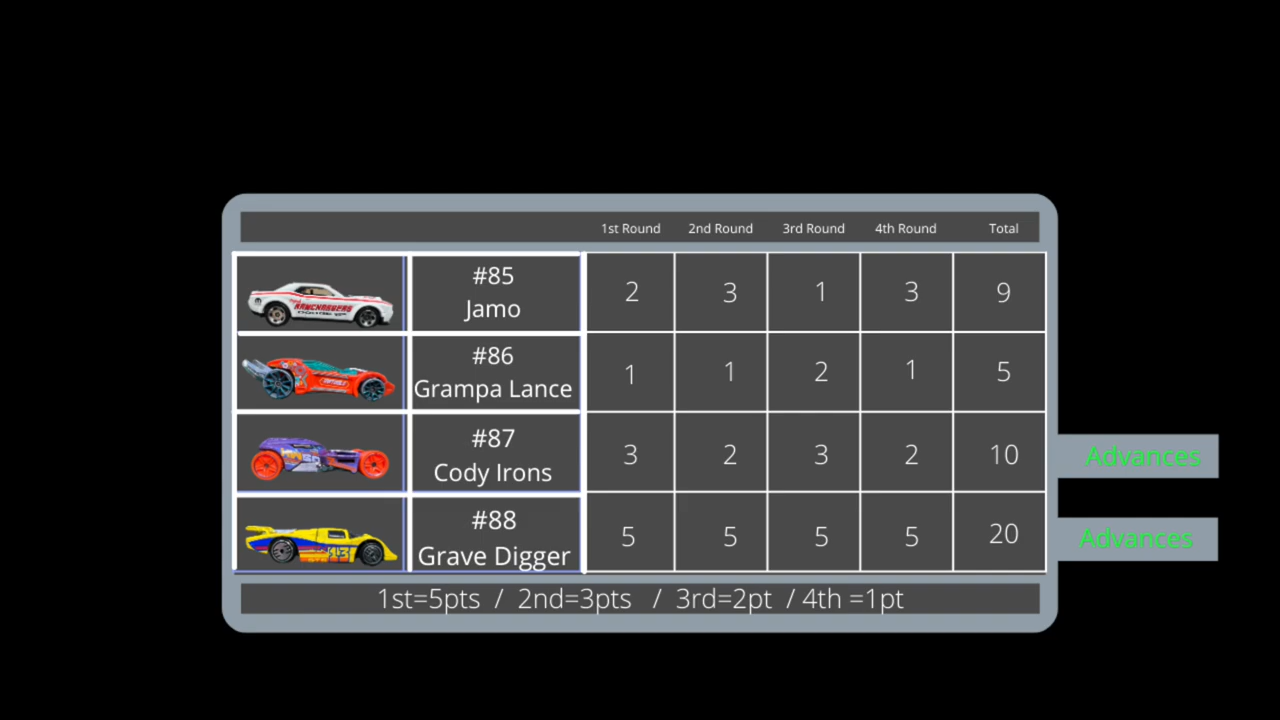 1st Round 2nd Round 3rd Round 4th Round Total
#85
Jamo
2 3 1 3 9
#86
Grampa Lance
1 1 2 1 5
#87
Cody Irons
3 2 3 2 10
Advances
#88
Grave Digger
5 5 5 5 20
Advances
1st=5pts / 2nd=3pts / 3rd=2pt / 4th =1pt